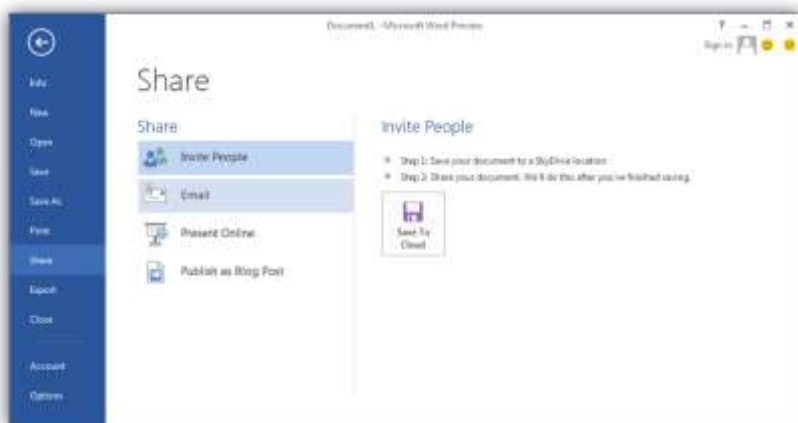 Document1 - Microsoft Word Preview
Sign in
Info
New
Open
Save
Save As
Print
Share
Export
Close
Account
Options
Share
Share
Invite People
Email
Present Online
Publish as Blog Post
Invite People
Step 1: Save your document to a SkyDrive location
Step 2: Share your document. We'll do this after you've finished saving.
Save To
Cloud